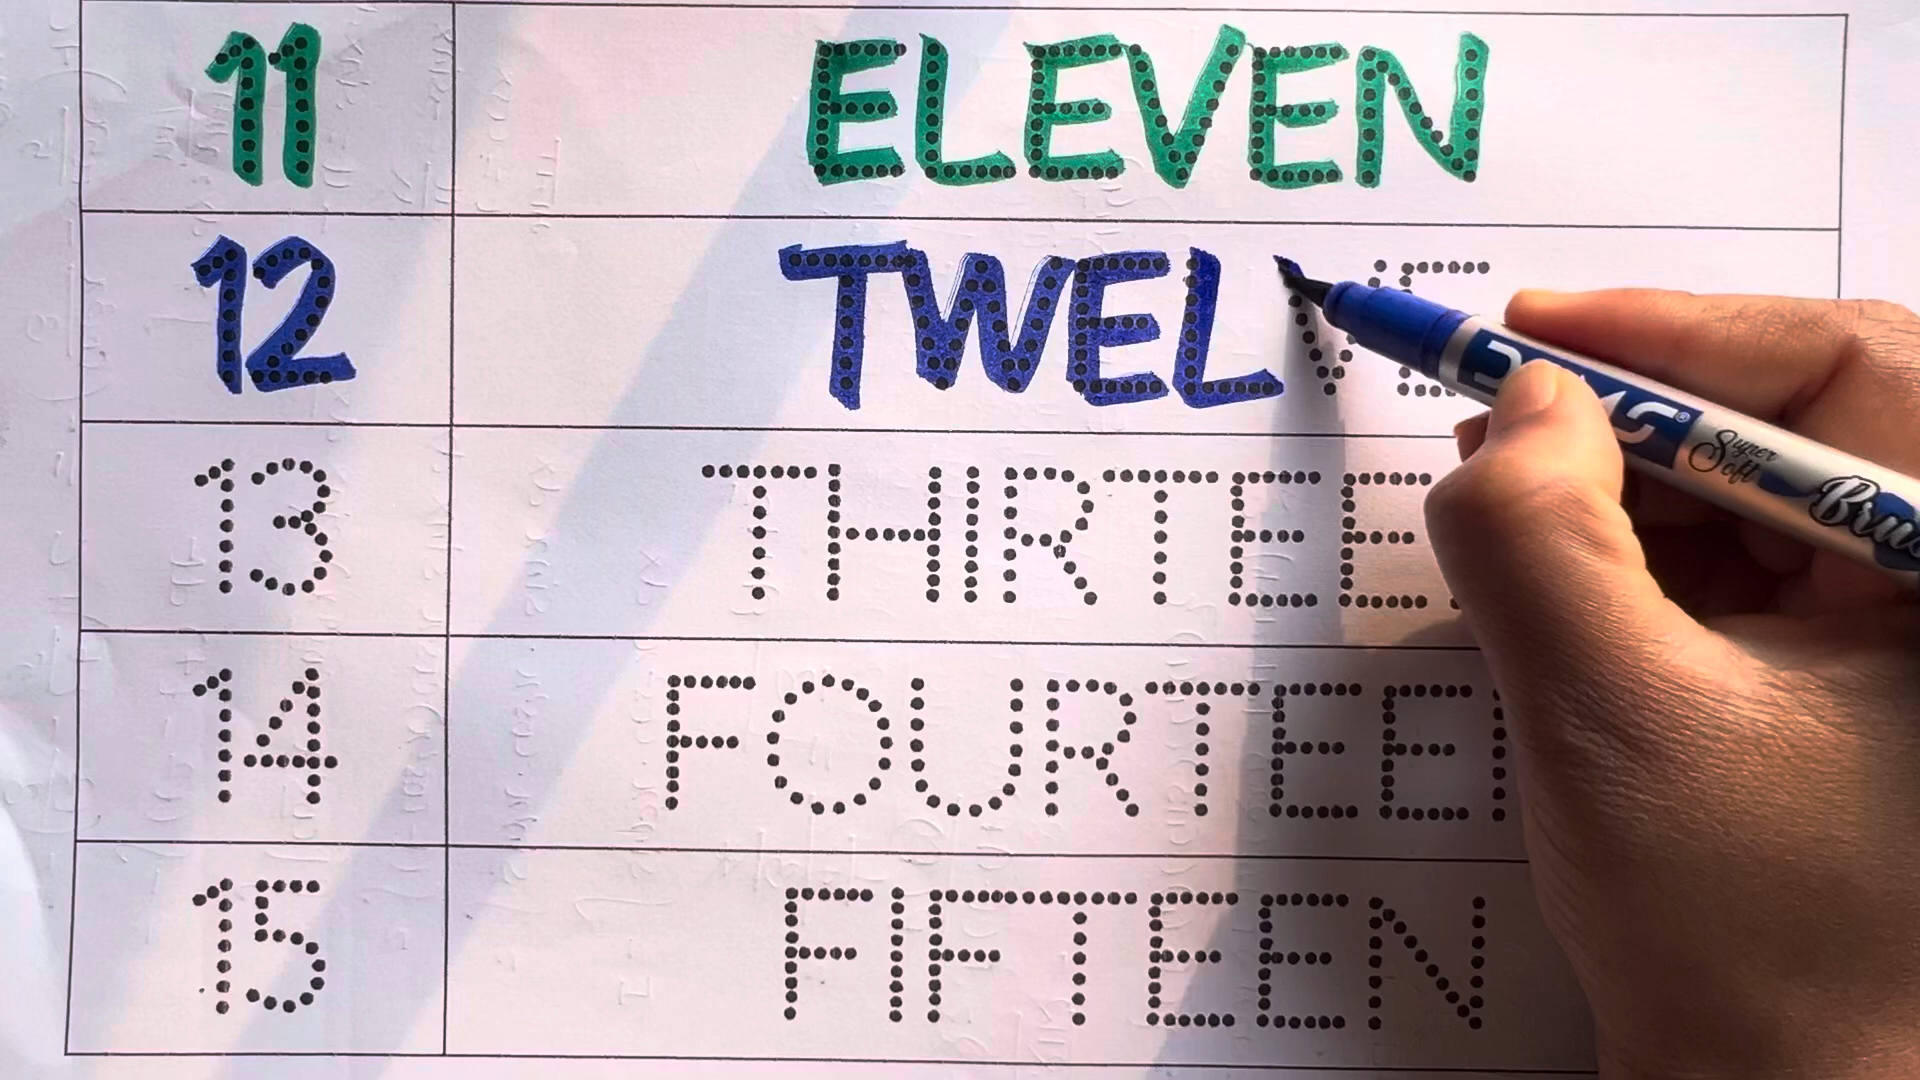 11 ELEVEN
12 TWELVE
13 THIRTEE
14 FOURTEE
15 FIFTEEN
Super Soft